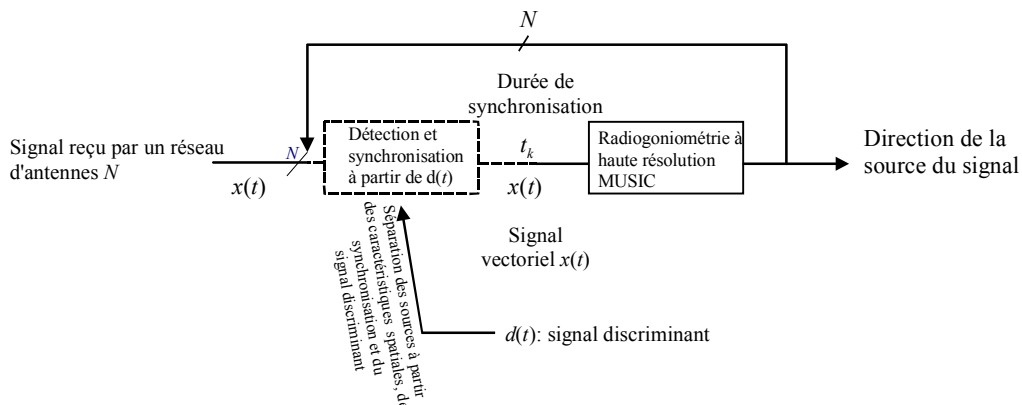 N
Durée de
synchronisation
Signal reçu par un réseau
d'antennes N
N
x(t)
Détection et
synchronisation
à partir de d(t)
t_k
x(t)
Radiogoniométrie à
haute résolution
MUSIC
Direction de la
source du signal
Séparation des sources à partir
des caractéristiques spatiales, de
synchronisation et du
signal discriminant
Signal
vectoriel x(t)
d(t): signal discriminant